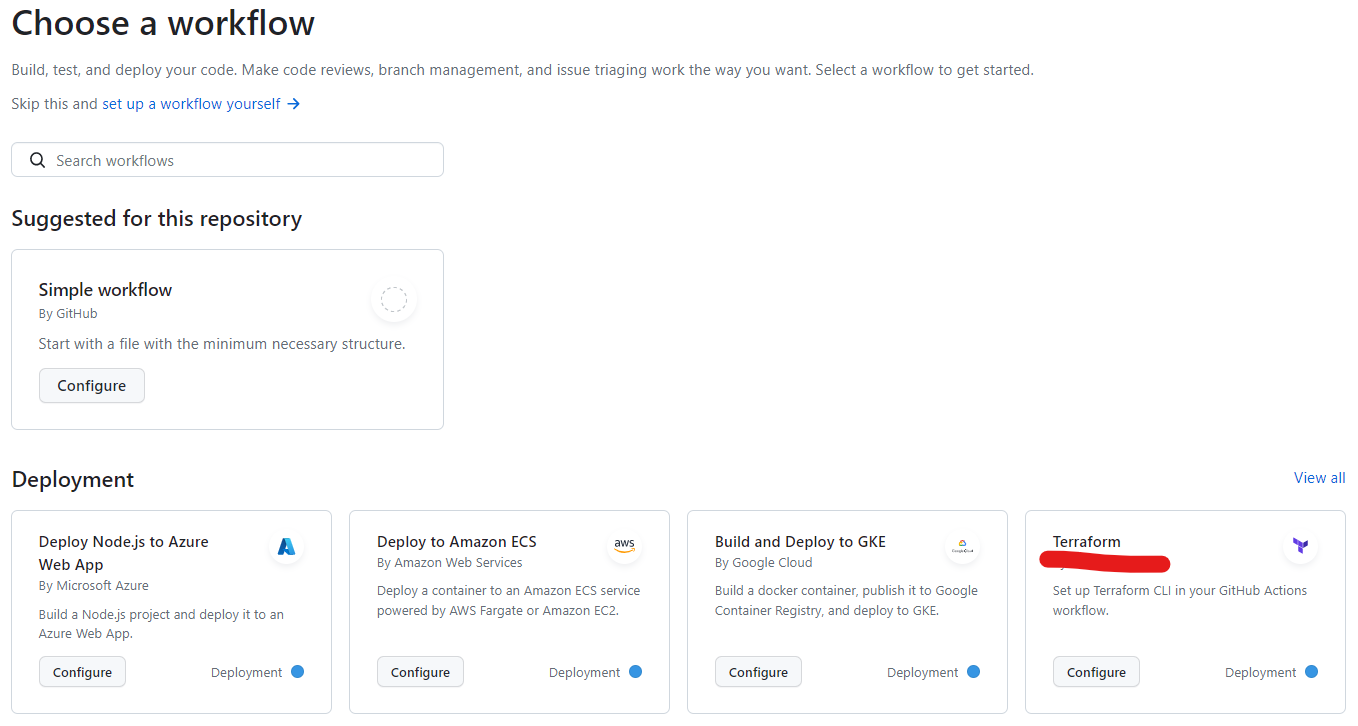 Choose a workflow
Build, test, and deploy your code. Make code reviews, branch management, and issue triaging work the way you want. Select a workflow to get started.
Skip this and set up a workflow yourself →
Search workflows
Suggested for this repository
Simple workflow
By GitHub
Start with a file with the minimum necessary structure.
Configure
Deployment
View all
Deploy Node.js to Azure
Web App
By Microsoft Azure
Build a Node.js project and deploy it to an
Azure Web App.
Configure
Deployment
Deploy to Amazon ECS
aws
By Amazon Web Services
Deploy a container to an Amazon ECS service
powered by AWS Fargate or Amazon EC2.
Configure
Deployment
Build and Deploy to GKE
Google Cloud
By Google Cloud
Build a docker container, publish it to Google
Container Registry, and deploy to GKE.
Configure
Deployment
Terraform
Set up Terraform CLI in your GitHub Actions
workflow.
Configure
Deployment